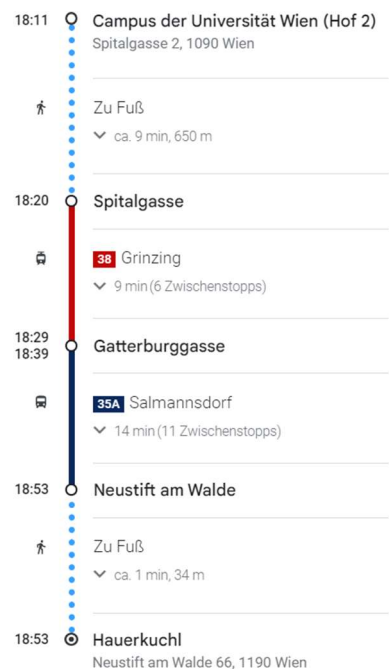 18:11 Campus der Universität Wien (Hof 2)
Spitalgasse 2, 1090 Wien
Zu Fuß
ca. 9 min, 650 m
18:20 Spitalgasse
38 Grinzing
9 min (6 Zwischenstopps)
18:29
18:39 Gatterburggasse
35A Salmannsdorf
14 min (11 Zwischenstopps)
18:53 Neustift am Walde
Zu Fuß
ca. 1 min, 34 m
18:53 Hauerkuchl
Neustift am Walde 66, 1190 Wien